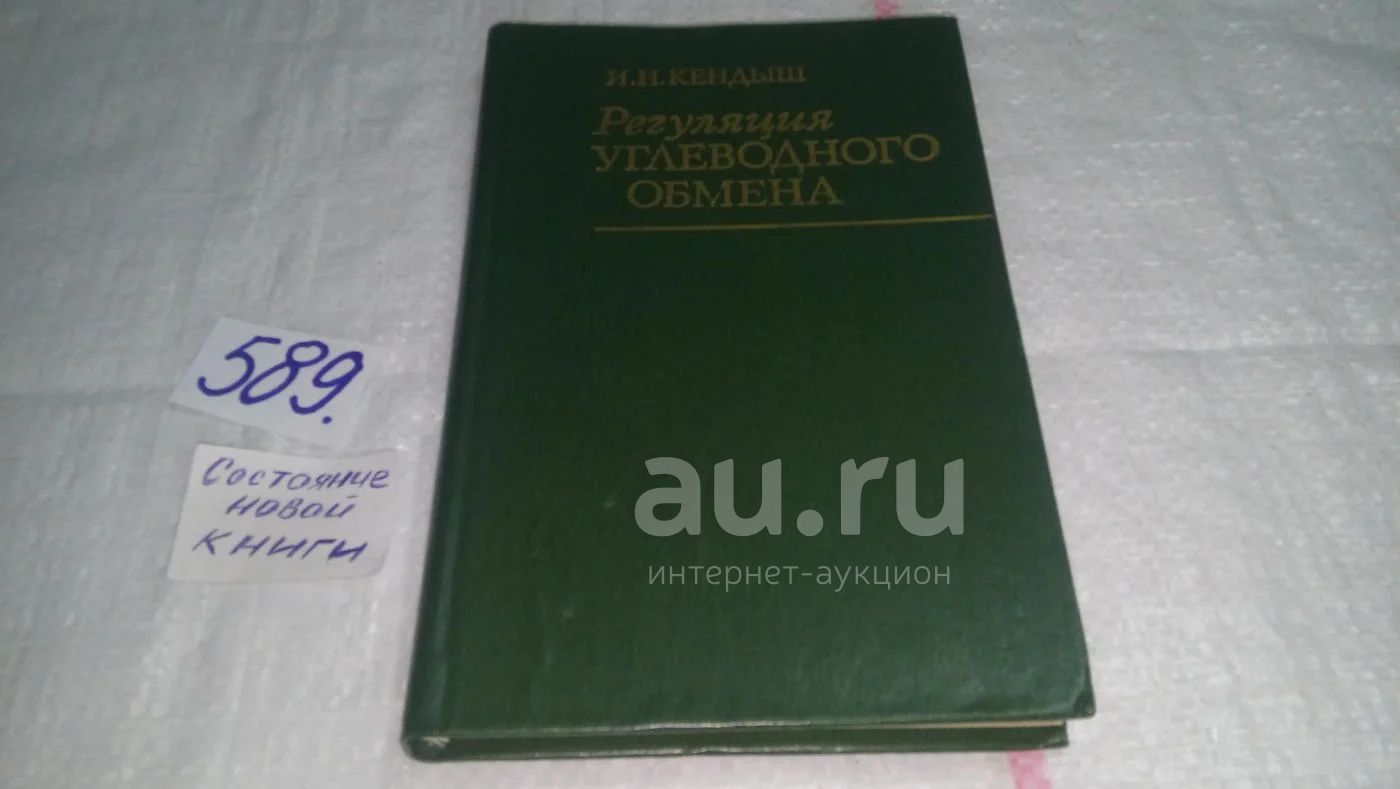 И.Н.КЕНДЫШ
Регуляция
УГЛЕВОДНОГО
ОБМЕНА
589.
Состояние
новой
книги
au.ru
интернет-аукцион